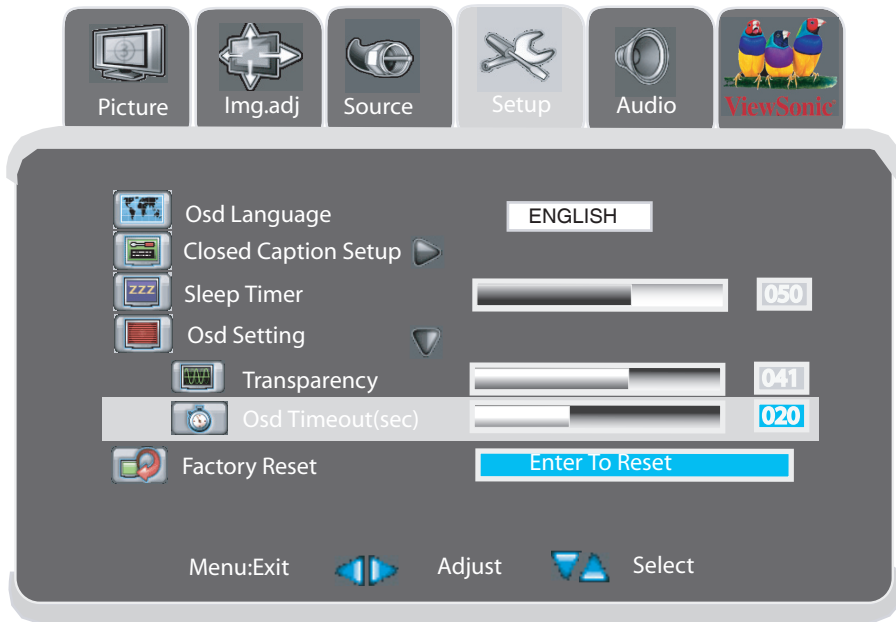 Picture Img.adj Source Setup Audio ViewSonic
Osd Language ENGLISH
Closed Caption Setup
zzz Sleep Timer 050
Osd Setting
Transparency 041
Osd Timeout(sec) 020
Factory Reset Enter To Reset
Menu:Exit Adjust Select